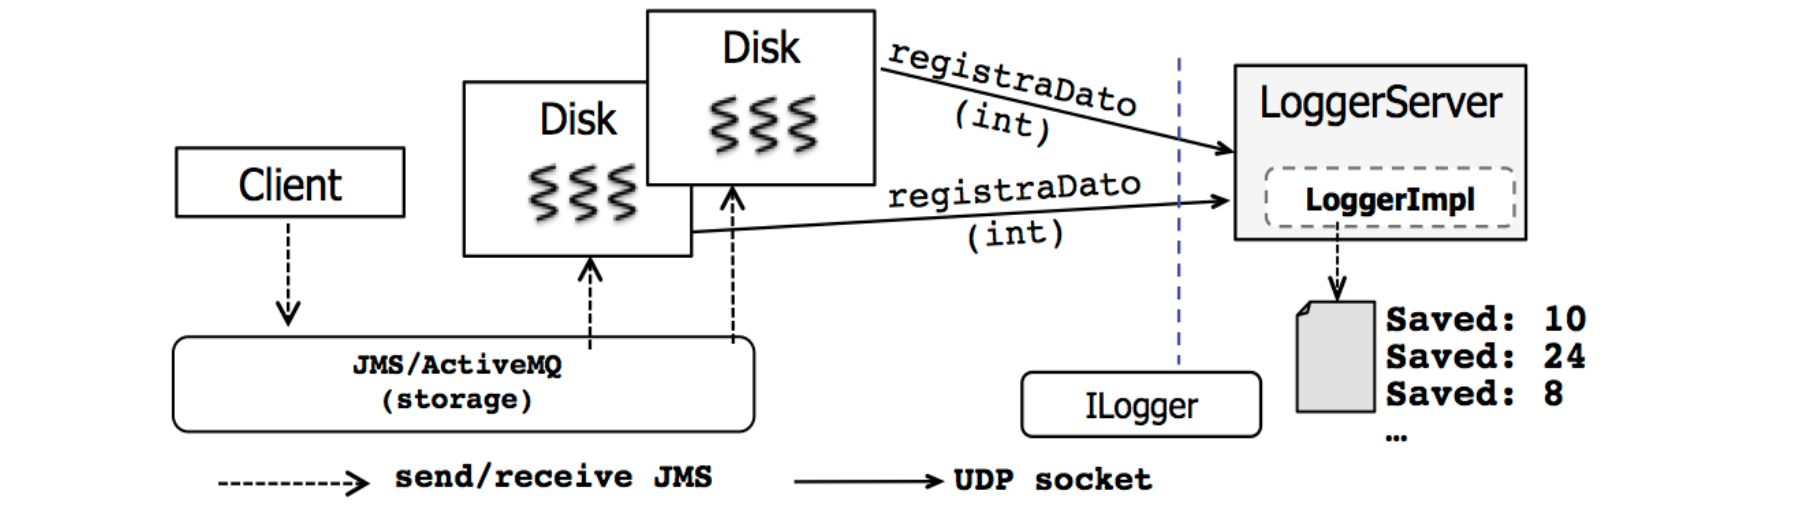 Disk
registraDato
(int)
Disk
LoggerServer
Client
registraDato
(int)
LoggerImpl
JMS/ActiveMQ
(storage)
ILogger
Saved: 10
Saved: 24
Saved: 8
…
send/receive JMS
UDP socket